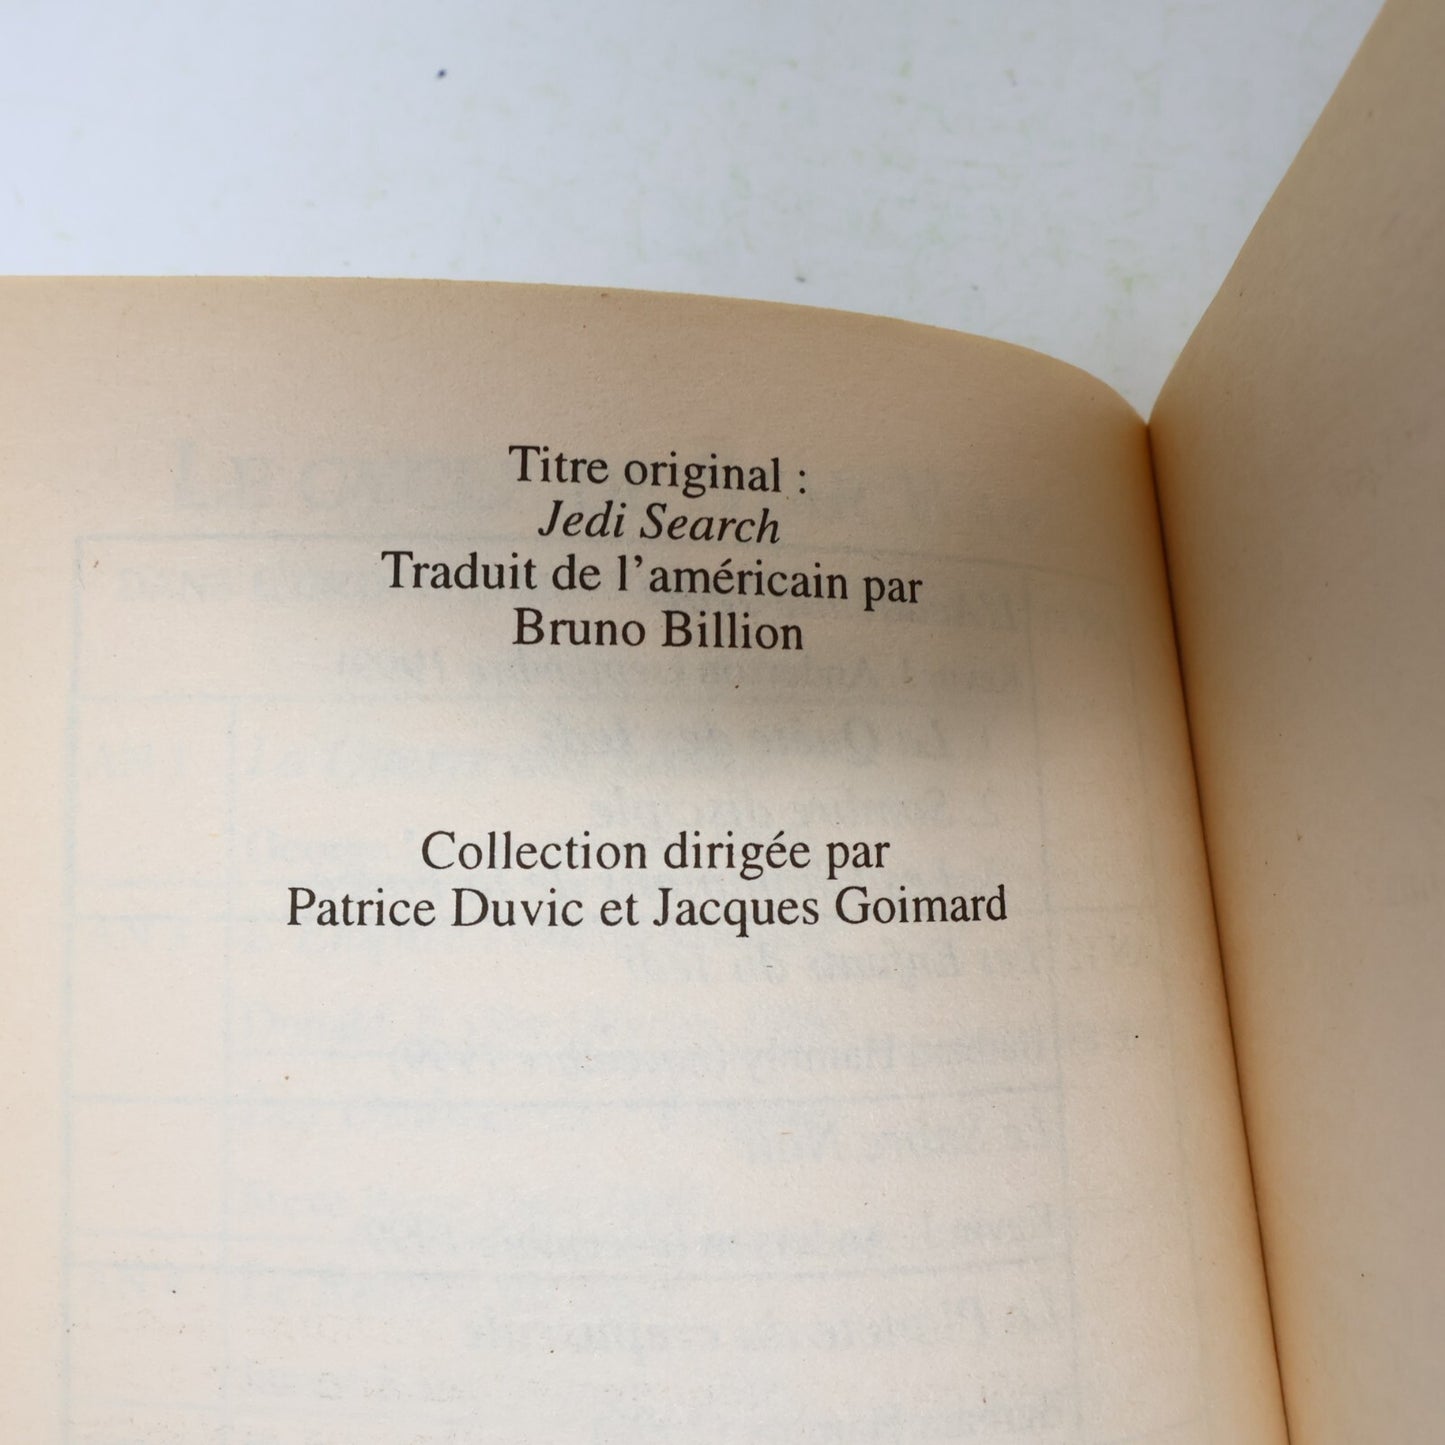 Titre original :
Jedi Search
Traduit de l'américain par
Bruno Billion
Collection dirigée par
Patrice Duvic et Jacques Goimard